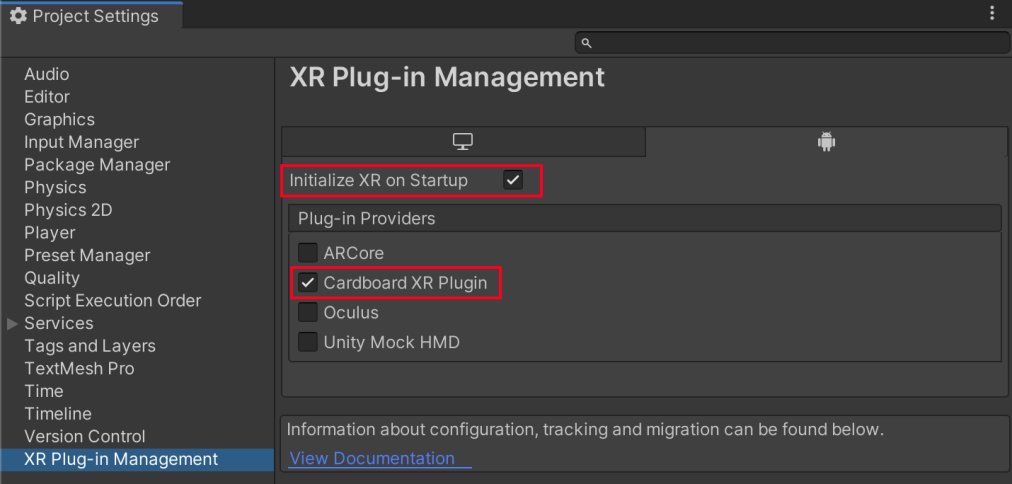 Project Settings
Audio
Editor
Graphics
Input Manager
Package Manager
Physics
Physics 2D
Player
Preset Manager
Quality
Script Execution Order
Services
Tags and Layers
TextMesh Pro
Time
Timeline
Version Control
XR Plug-in Management
XR Plug-in Management
Initialize XR on Startup
Plug-in Providers
ARCore
Cardboard XR Plugin
Oculus
Unity Mock HMD
Information about configuration, tracking and migration can be found below.
View Documentation